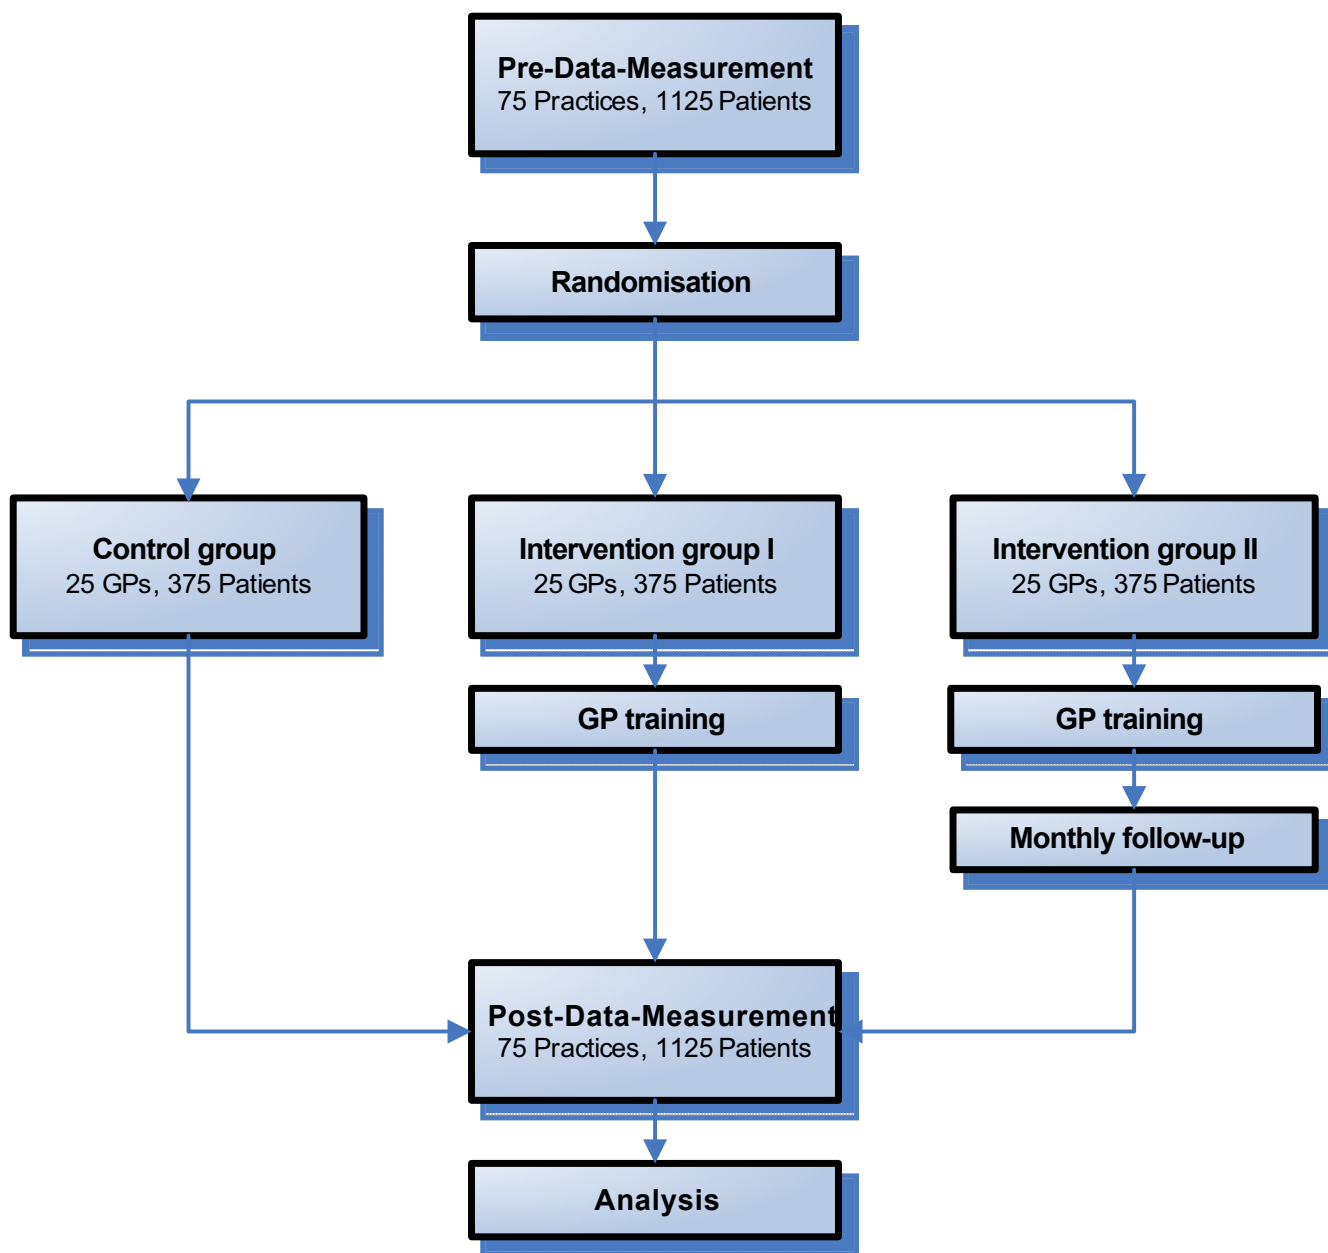 Pre-Data-Measurement
75 Practices, 1125 Patients
Randomisation
Control group
25 GPs, 375 Patients
Intervention group I
25 GPs, 375 Patients
Intervention group II
25 GPs, 375 Patients
GP training
GP training
Monthly follow-up
Post-Data-Measurement
75 Practices, 1125 Patients
Analysis